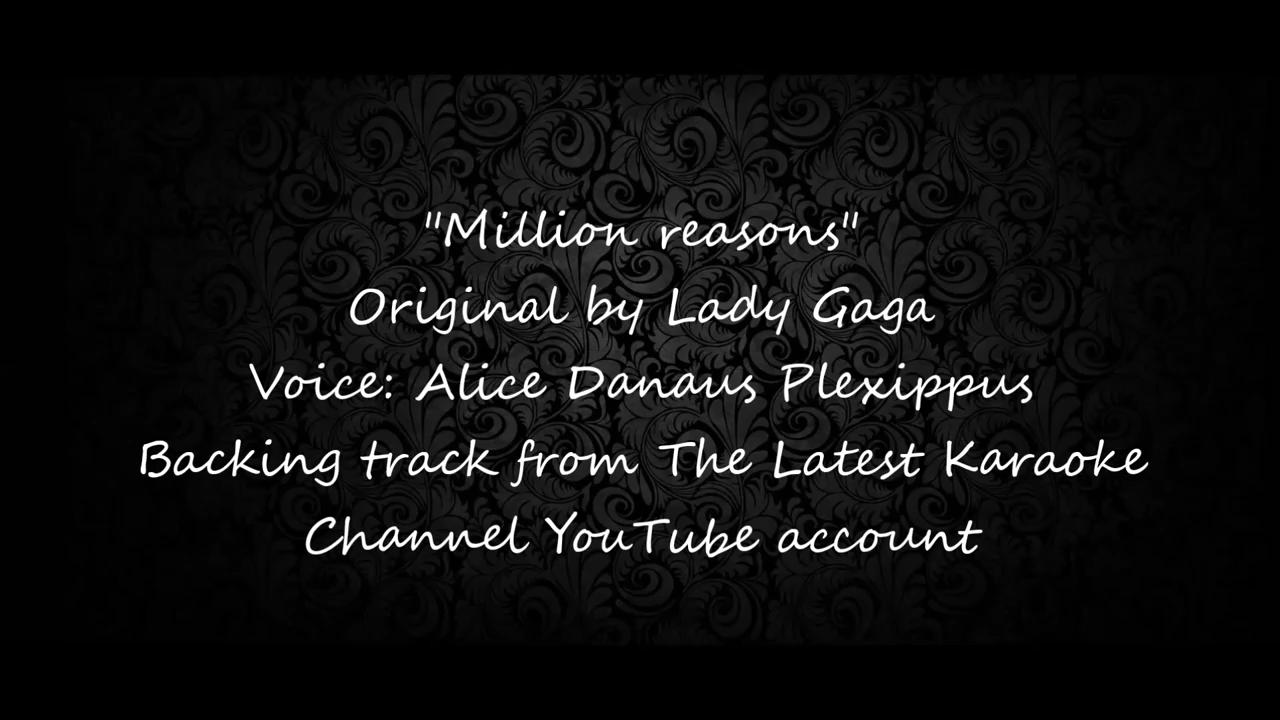 "Million reasons"
Original by Lady Gaga
Voice: Alice Danaus Plexippus
Backing track from The Latest Karaoke
Channel YouTube account